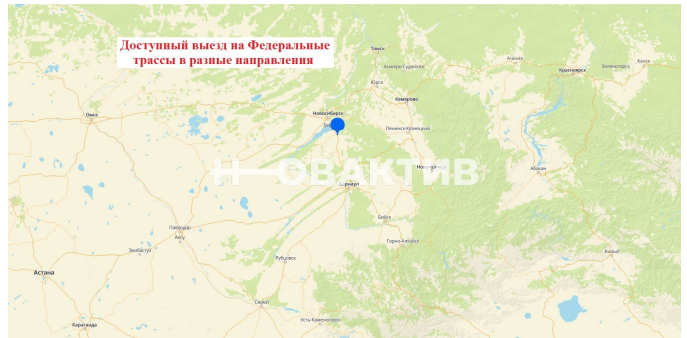 Доступный выезд на Федеральные
трассы в разные направления
Томск
Анжеро-Судженск
Ачинск
Красноярск
Зеленогорск
Канск
Юрга
Кемерово
Омск
Новосибирск
Ленинск-Кузнецкий
Абакан
НОВАКТИВ
Барнаул
Бийск
Павлодар
Аксу
Горно-Алтайск
Кызыл
Экибастуз
Рубцовск
Астана
Семей
Усть-Каменогорск
Караганда